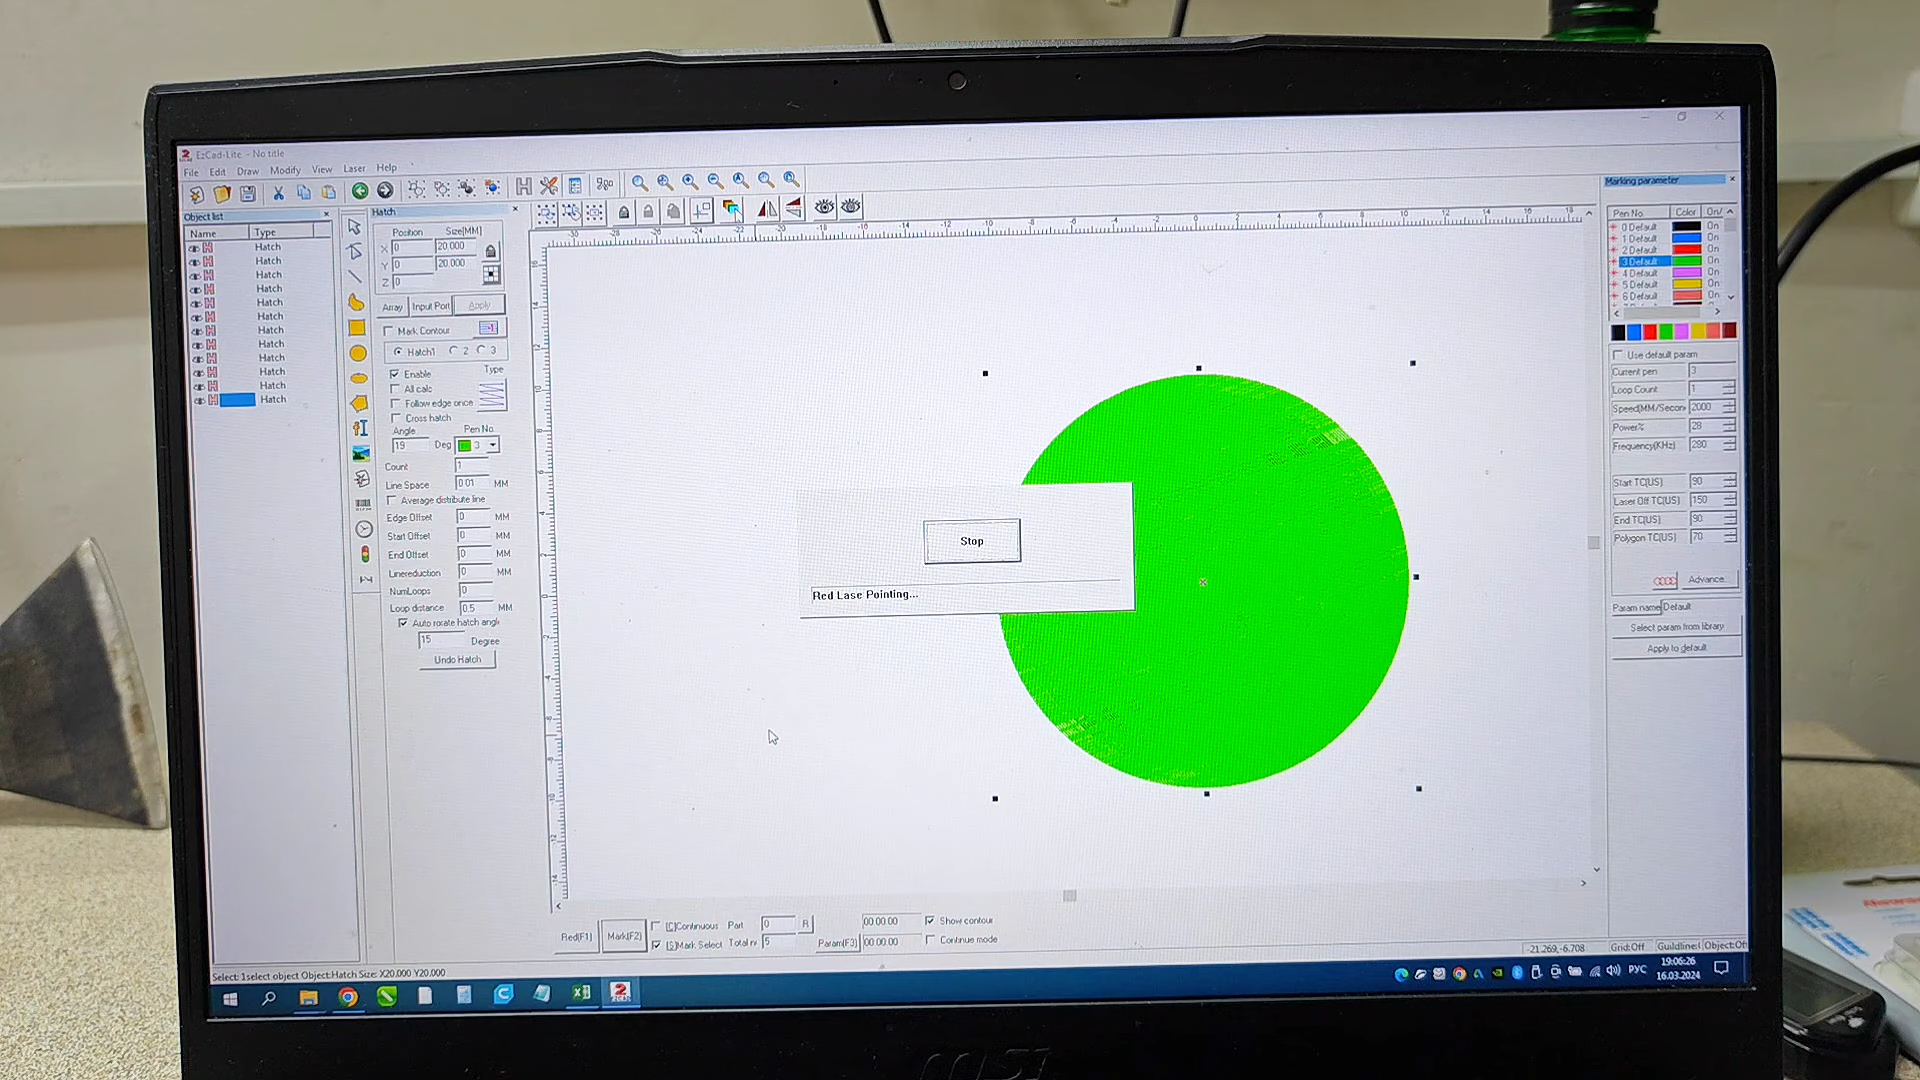 EzCad-Lite - No title
File Edit Draw Modify View Laser Help
Object list
Name Type
Hatch
Hatch
Hatch
Hatch
Hatch
Hatch
Hatch
Hatch
Hatch
Hatch
Hatch
Hatch
Hatch
Position Size[MM]
X 0 20.000
Y 0 20.000
Z 0
Array Input Port Apply
Mark Contour
Hatch1 2 3
Enable Type
All calc
Follow edge once
Cross hatch
Angle Pen No.
19 Deg 3
Count 1
Line Space 0.01 MM
Average distribute line
Edge Offset 0 MM
Start Offset 0 MM
End Offset 0 MM
Linereduction 0 MM
NumLoops 0
Loop distance 0.5 MM
Auto rotate hatch angle
15 Degree
Undo Hatch
Stop
Red Lase Pointing...
Marking parameter
Pen No. Color On/
0 Default On
1 Default On
2 Default On
3 Default On
4 Default On
5 Default On
6 Default On
Use default param
Current pen 3
Loop Count 1
Speed(MM/Second 2000
Power% 28
Frequency(KHz) 280
Start TC(US) 90
Laser Off TC(US) 150
End TC(US) 90
Polygon TC(US) 70
Advance...
Param name Default
Select param from library
Apply to default
Red(F1) Mark(F2) [C]Continuous Part 0 R 00:00:00 Show contour
[S]Mark Select Total n 5 Param(F3) 00:00:00 Continue mode
Select: 1select object Object:Hatch Size: X20.000 Y20.000
-21.269,-6.708 Grid:Off Guildline:( Object:Of
РУС
19:06:26
16.03.2024
msi